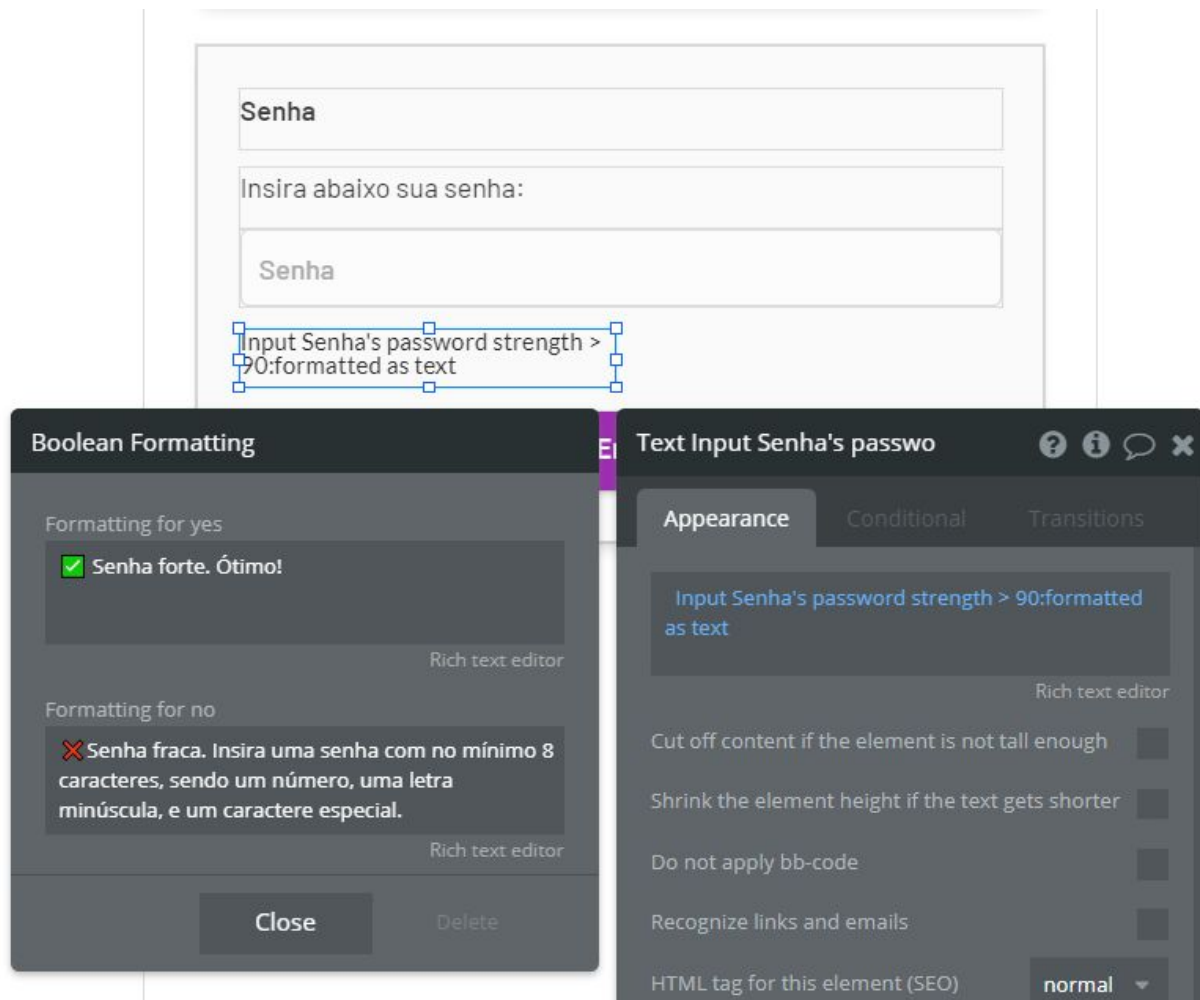 Senha
Insira abaixo sua senha:
Senha
Input Senha's password strength >
90:formatted as text
Boolean Formatting
Formatting for yes
✅ Senha forte. Ótimo!
Rich text editor
Formatting for no
❌Senha fraca. Insira uma senha com no mínimo 8
caracteres, sendo um número, uma letra
minúscula, e um caractere especial.
Rich text editor
Close
Delete
Text Input Senha's passwo
Appearance
Conditional
Transitions
Input Senha's password strength > 90:formatted
as text
Rich text editor
Cut off content if the element is not tall enough
Shrink the element height if the text gets shorter
Do not apply bb-code
Recognize links and emails
HTML tag for this element (SEO)
normal